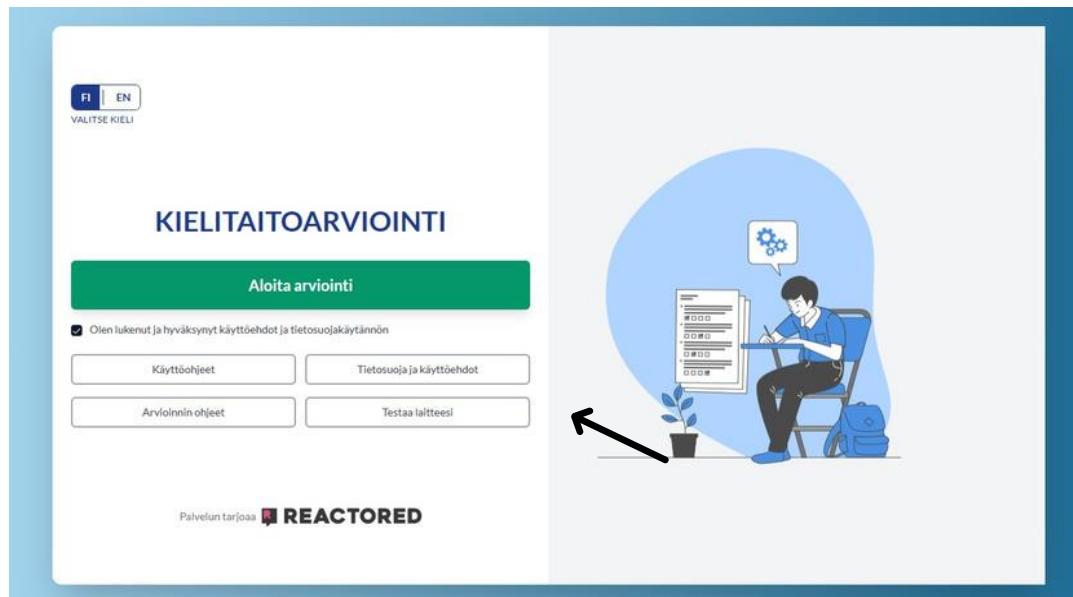 FI EN
VALITSE KIELI
KIELITAITOARVIOINTI
Aloita arviointi
Olen lukenut ja hyväksynyt käyttöehdot ja tietosuojakäytännön
Käyttöohjeet
Tietosuoja ja käyttöehdot
Arvioinnin ohjeet
Testaa laitteesi
Palvelun tarjoaa REACTORED